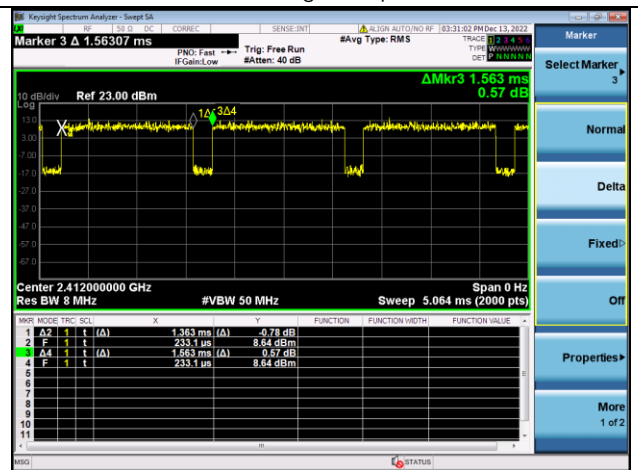 Keysight Spectrum Analyzer - Swept SA
RF 50 Ω DC CORREC SENSE:INT ALIGN AUTO/NO RF 03:31:02 PM Dec 13, 2022
Marker 3 Δ 1.56307 ms
PNO: Fast Trig: Free Run
IFGain:Low #Atten: 40 dB
#Avg Type: RMS
TRACE 1 2 3 4 5 6
TYPE WWWWWW
DET P N N N N N
ΔMkr3 1.563 ms
0.57 dB
10 dB/div Ref 23.00 dBm
Log
13.0
3.00
-7.00
-17.0
-27.0
-37.0
-47.0
-57.0
-67.0
X
1Δ2 3Δ4
Center 2.412000000 GHz Span 0 Hz
Res BW 8 MHz #VBW 50 MHz Sweep 5.064 ms (2000 pts)
MKR MODE TRC SCL X Y FUNCTION FUNCTION WIDTH FUNCTION VALUE
1 Δ2 1 t (Δ) 1.363 ms (Δ) -0.78 dB
2 F 1 t 233.1 µs 8.64 dBm
3 Δ4 1 t (Δ) 1.563 ms (Δ) 0.57 dB
4 F 1 t 233.1 µs 8.64 dBm
5
6
7
8
9
10
11
MSG STATUS
Marker
Select Marker
3
Normal
Delta
Fixed
Off
Properties
More
1 of 2